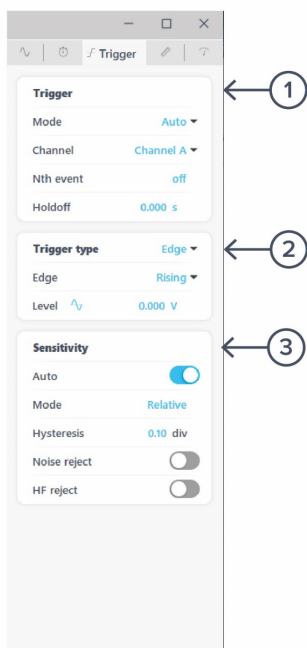 Trigger
1
Trigger
Mode Auto
Channel Channel A
Nth event off
Holdoff 0.000 s
2
Trigger type Edge
Edge Rising
Level 0.000 V
3
Sensitivity
Auto
Mode Relative
Hysteresis 0.10 div
Noise reject
HF reject